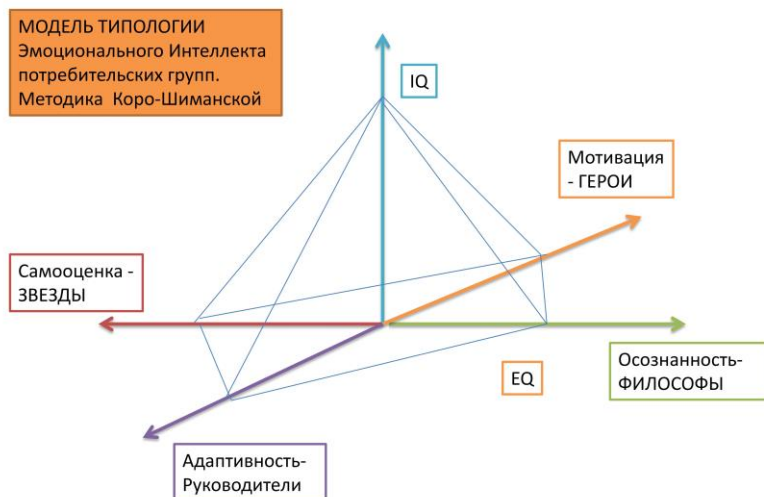 МОДЕЛЬ ТИПОЛОГИИ
Эмоционального Интеллекта
потребительских групп.
Методика Коро-Шиманской
IQ
Мотивация
- ГЕРОИ
Самооценка -
ЗВЕЗДЫ
Осознанность-
ФИЛОСОФЫ
EQ
Адаптивность-
Руководители